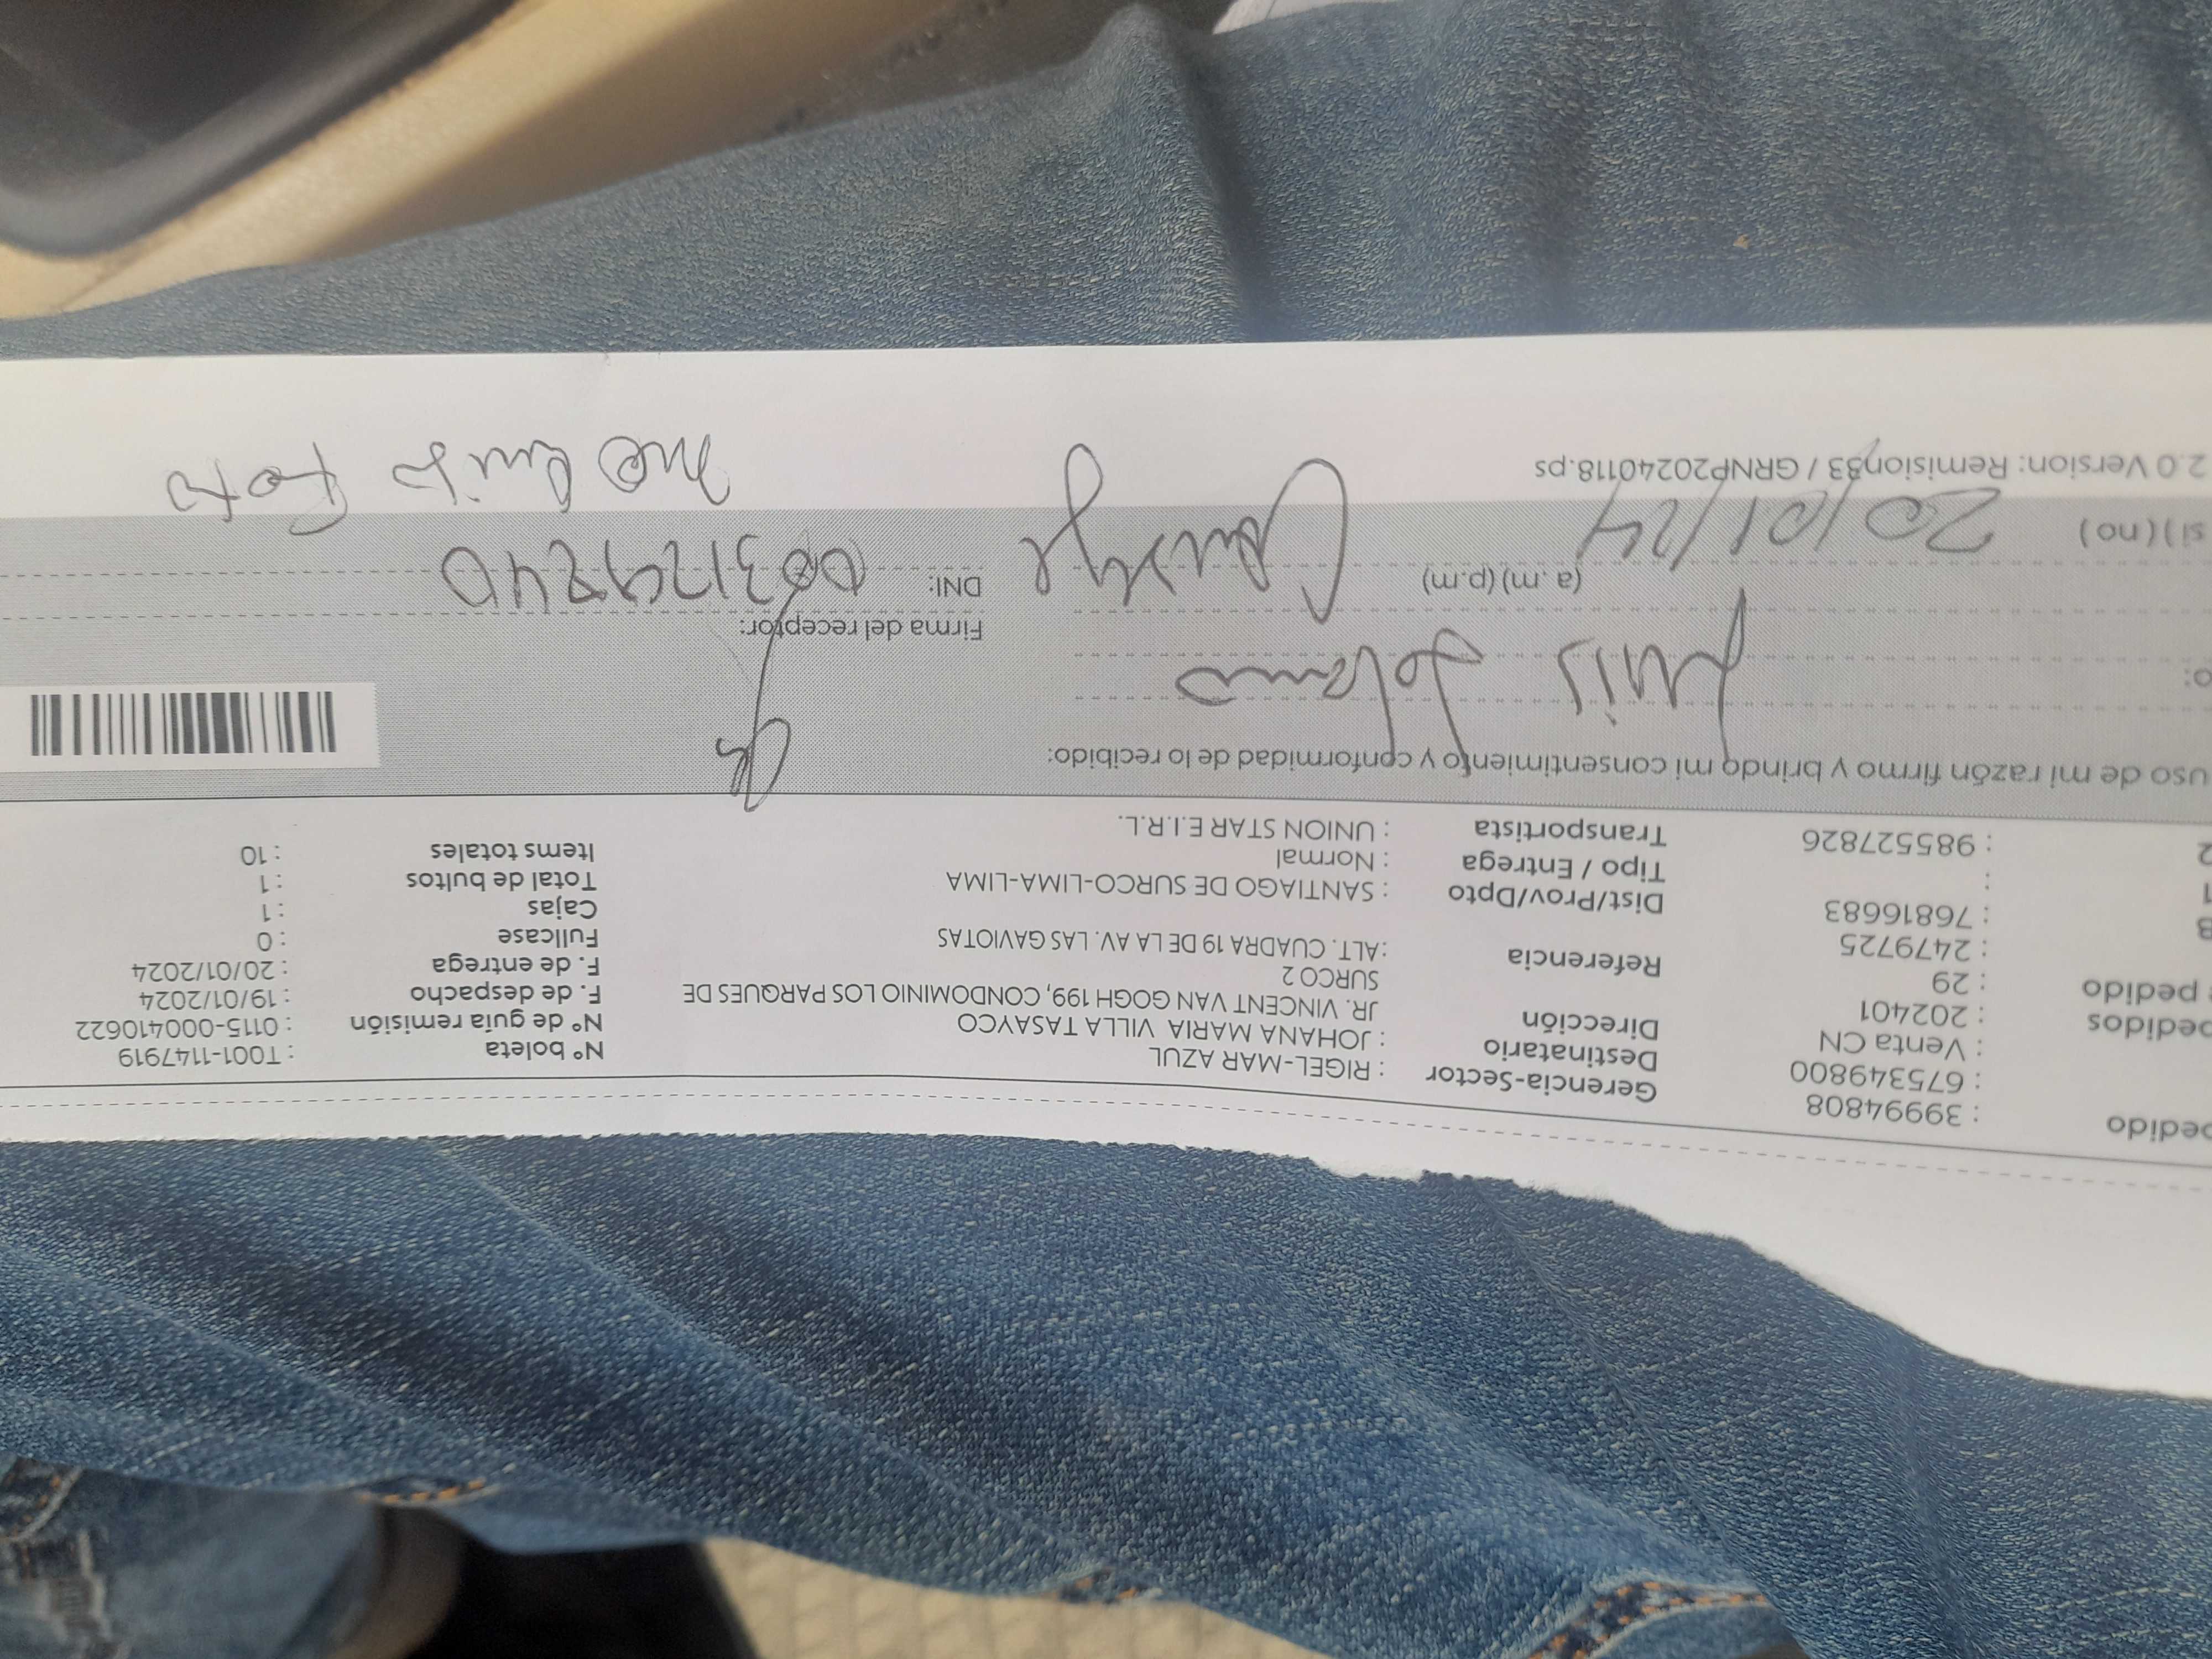 pedido : 39994808
: 675349800
: Venta CN
pedidos : 202401
e pedido : 29
: 2479725
: 76816683
:
: 985527826
Gerencia-Sector : RIGEL-MAR AZUL
Destinatario : JOHANA MARIA VILLA TASAYCO
Dirección JR. VINCENT VAN GOGH 199, CONDOMINIO LOS PARQUES DE
SURCO 2
Referencia :ALT. CUADRA 19 DE LA AV. LAS GAVIOTAS
Dist/Prov/Dpto : SANTIAGO DE SURCO-LIMA-LIMA
Tipo / Entrega : Normal
Transportista : UNION STAR E.I.R.L.
Nº boleta : T001-1147919
Nº de guía remisión : 0115-000410622
F. de despacho : 19/01/2024
F. de entrega : 20/01/2024
Fullcase : 0
Cajas : 1
Total de bultos : 1
Items totales : 10
uso de mi razón firmo y brindo mi consentimiento y conformidad de lo recibido:
o:
Luis Solano
Firma del receptor:
(a. m) (p.m)
Conserje
DNI: 003129840
si ) ( no )
20/01/24
2.0 Version: Remision33 / GRNP20240118.ps
foto